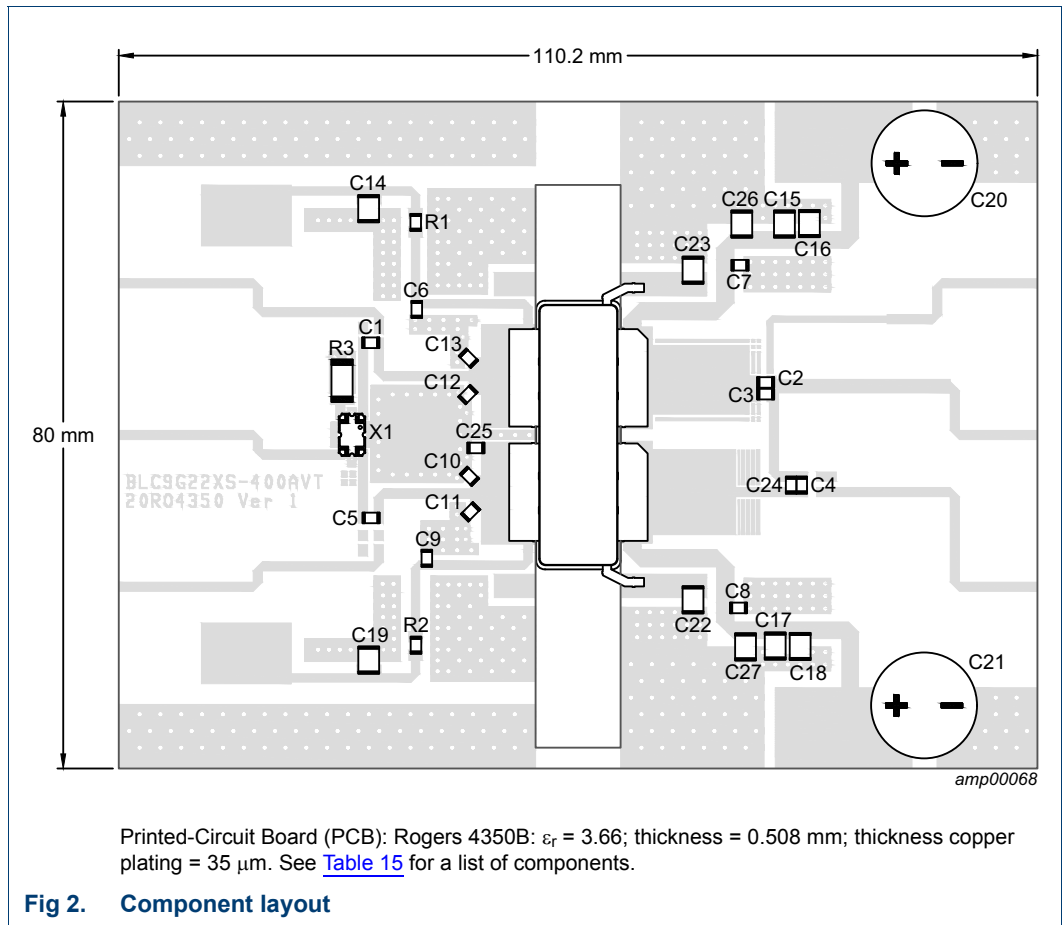 110.2 mm
80 mm
C14
R1
C26
C15
C16
C20
C23
C7
C6
C1
C13
R3
C12
C2
C3
X1
C25
BLC9G22XS-400AVT
20RO4350 Ver 1
C10
C24
C4
C11
C5
C9
C8
C22
C17
R2
C19
C27
C18
C21
amp00068
Printed-Circuit Board (PCB): Rogers 4350B: εr = 3.66; thickness = 0.508 mm; thickness copper
plating = 35 μm. See Table 15 for a list of components.
Fig 2. Component layout